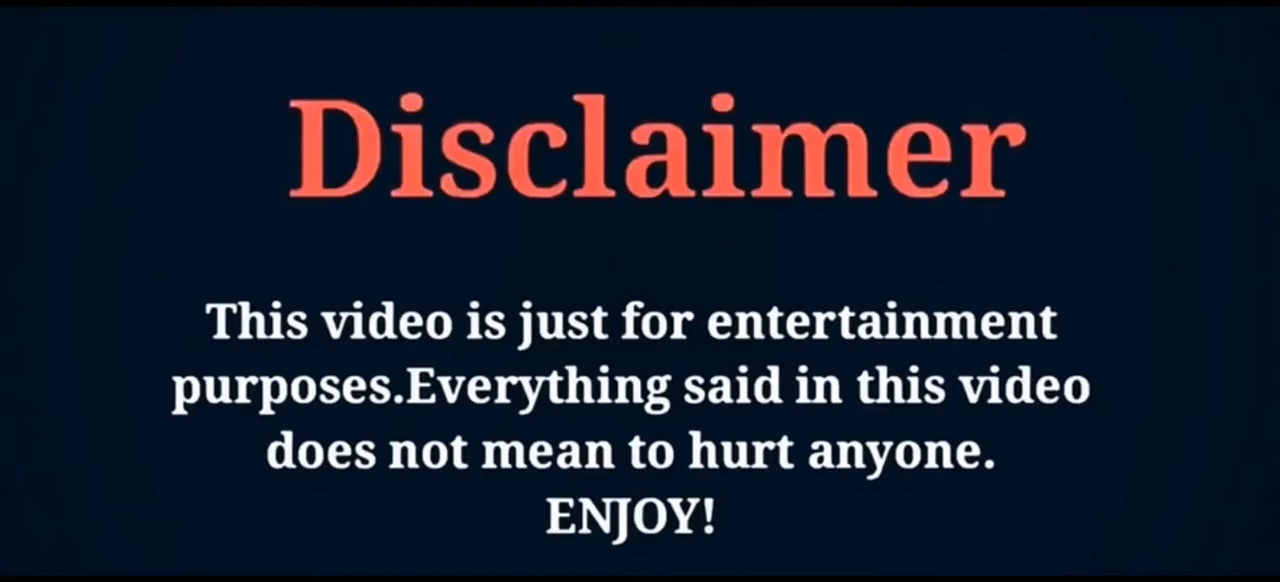 Disclaimer
This video is just for entertainment
purposes.Everything said in this video
does not mean to hurt anyone.
ENJOY!